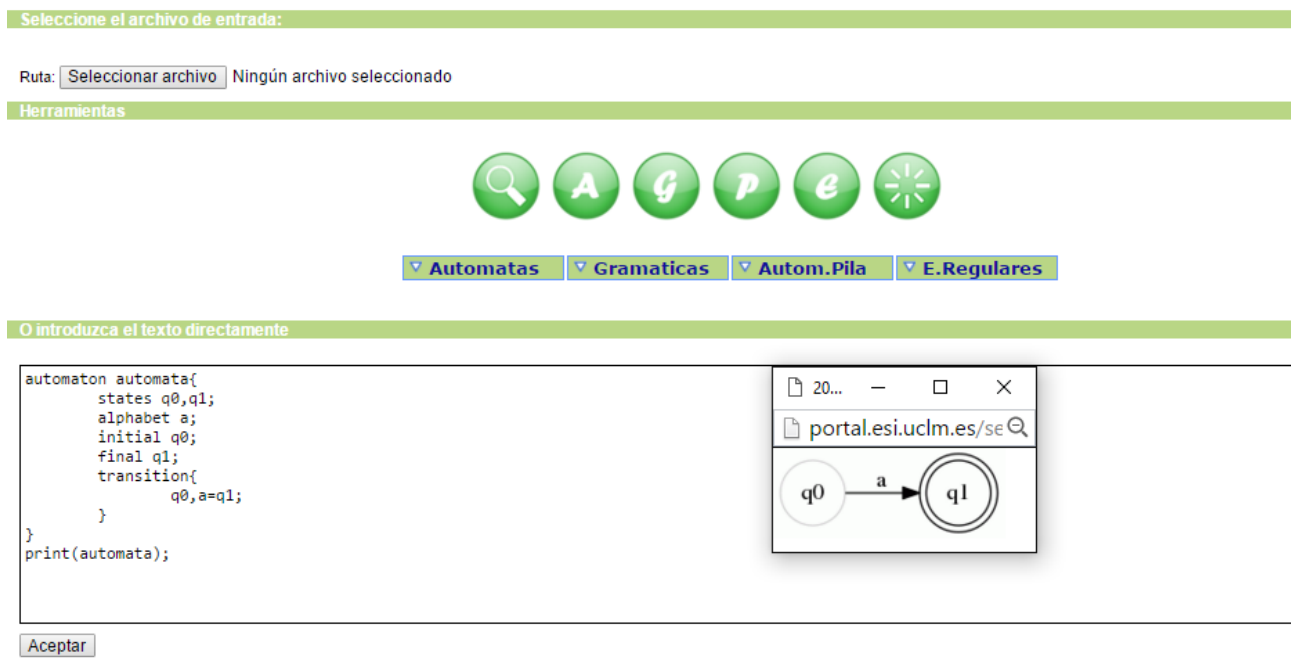 Seleccione el archivo de entrada:
Ruta: Seleccionar archivo Ningún archivo seleccionado
Herramientas
A G P e
Automatas Gramaticas Autom.Pila E.Regulares
O introduzca el texto directamente
automaton automata{
states q0,q1;
alphabet a;
initial q0;
final q1;
transition{
q0,a=q1;
}
}
print(automata);
20...
portal.esi.uclm.es/se
q0 a q1
Aceptar